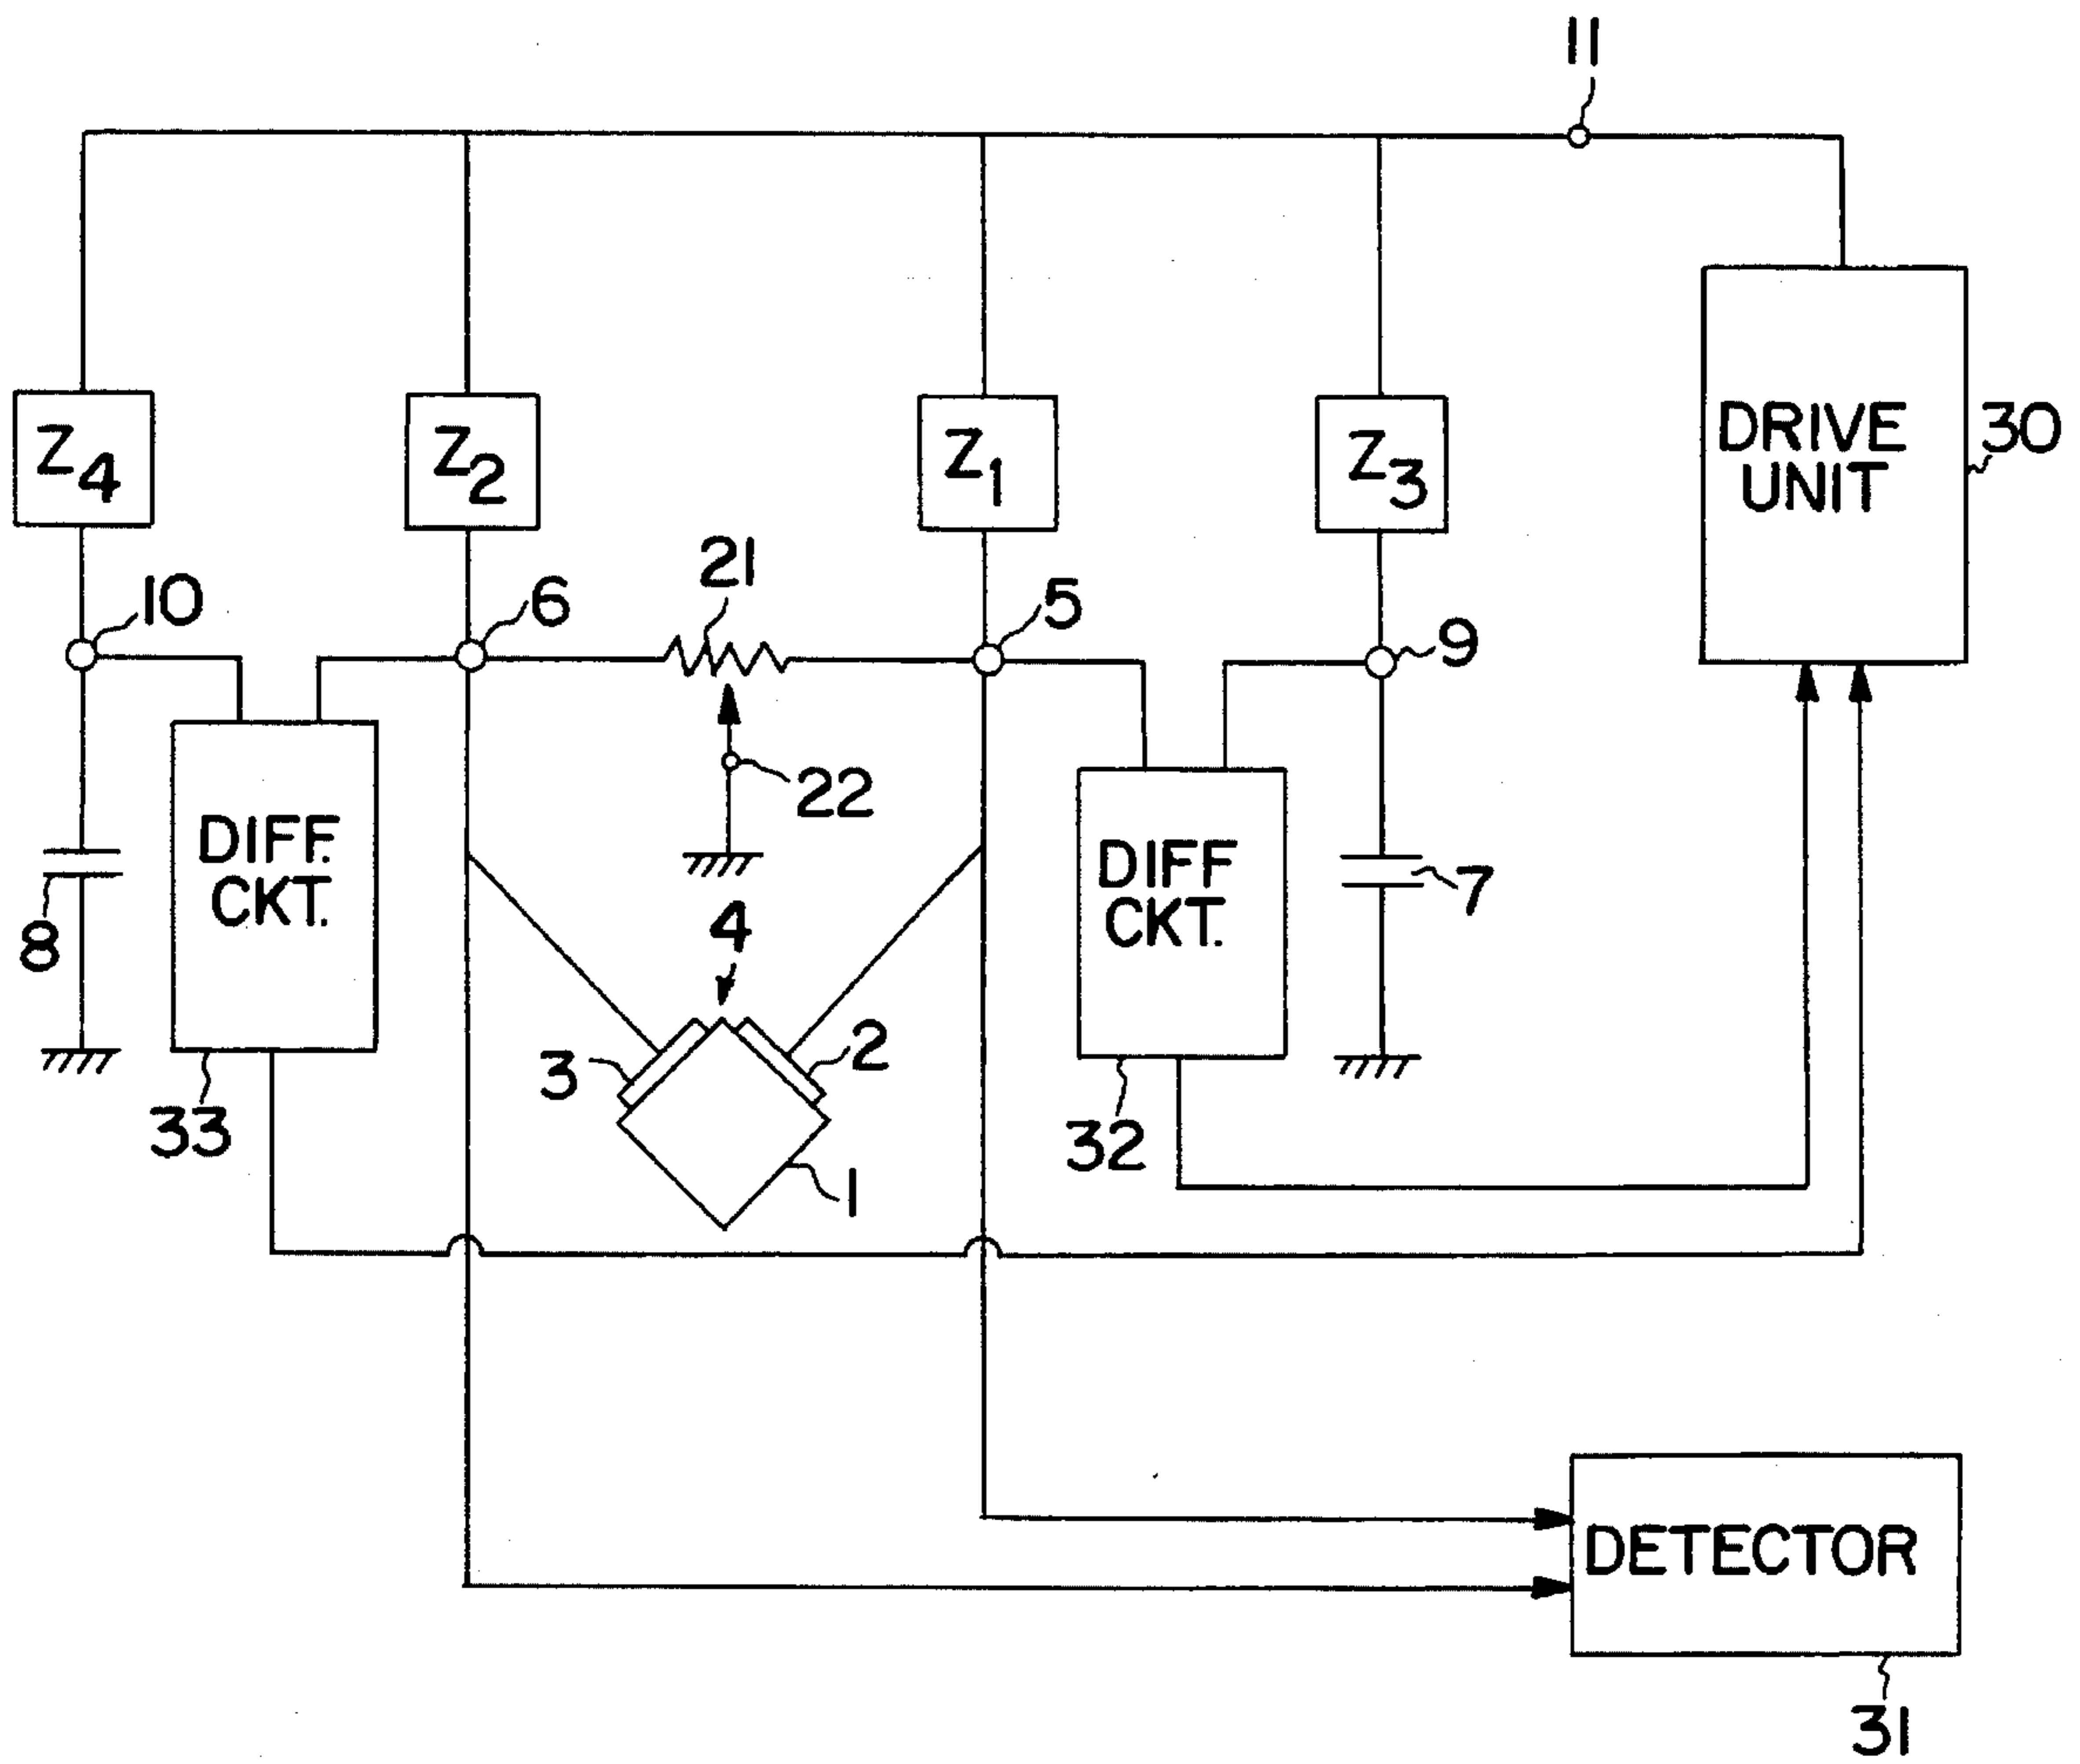 11
Z4
Z2
Z1
Z3
DRIVE
UNIT
30
10
6
21
5
9
22
DIFF.
CKT.
DIFF
CKT.
8
7
4
3
2
1
33
32
DETECTOR
31